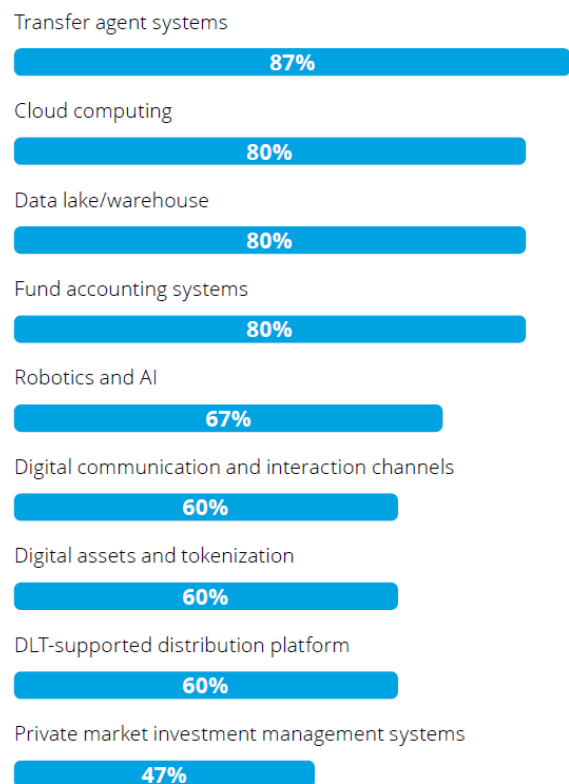 Transfer agent systems
87%
Cloud computing
80%
Data lake/warehouse
80%
Fund accounting systems
80%
Robotics and AI
67%
Digital communication and interaction channels
60%
Digital assets and tokenization
60%
DLT-supported distribution platform
60%
Private market investment management systems
47%